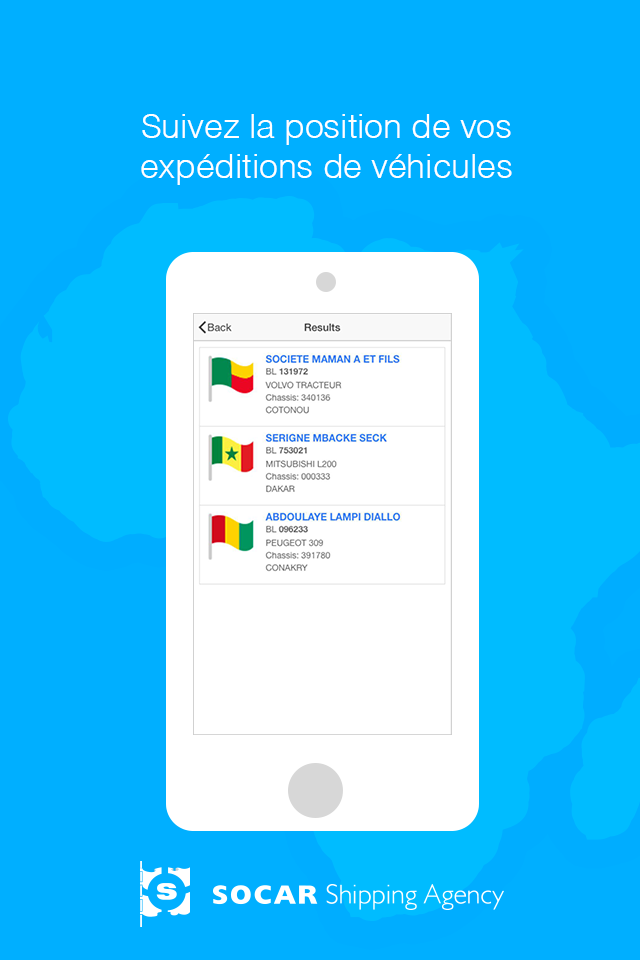 Suivez la position de vos
expéditions de véhicules
Back
Results
SOCIETE MAMAN A ET FILS
BL 131972
VOLVO TRACTEUR
Chassis: 340136
COTONOU
SERIGNE MBACKE SECK
BL 753021
MITSUBISHI L200
Chassis: 000333
DAKAR
ABDOULAYE LAMPI DIALLO
BL 096233
PEUGEOT 309
Chassis: 391780
CONAKRY
S
SOCAR Shipping Agency